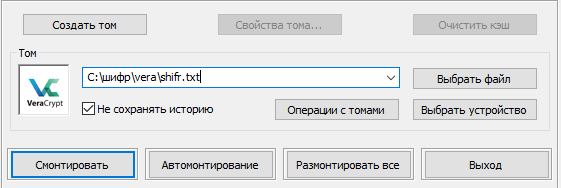 Создать том Свойства тома... Очистить кэш
Том
VeraCrypt
C:\шифр\vera\shifr.txt Выбрать файл
Не сохранять историю Операции с томами Выбрать устройство
Смонтировать Автомонтирование Размонтировать все Выход